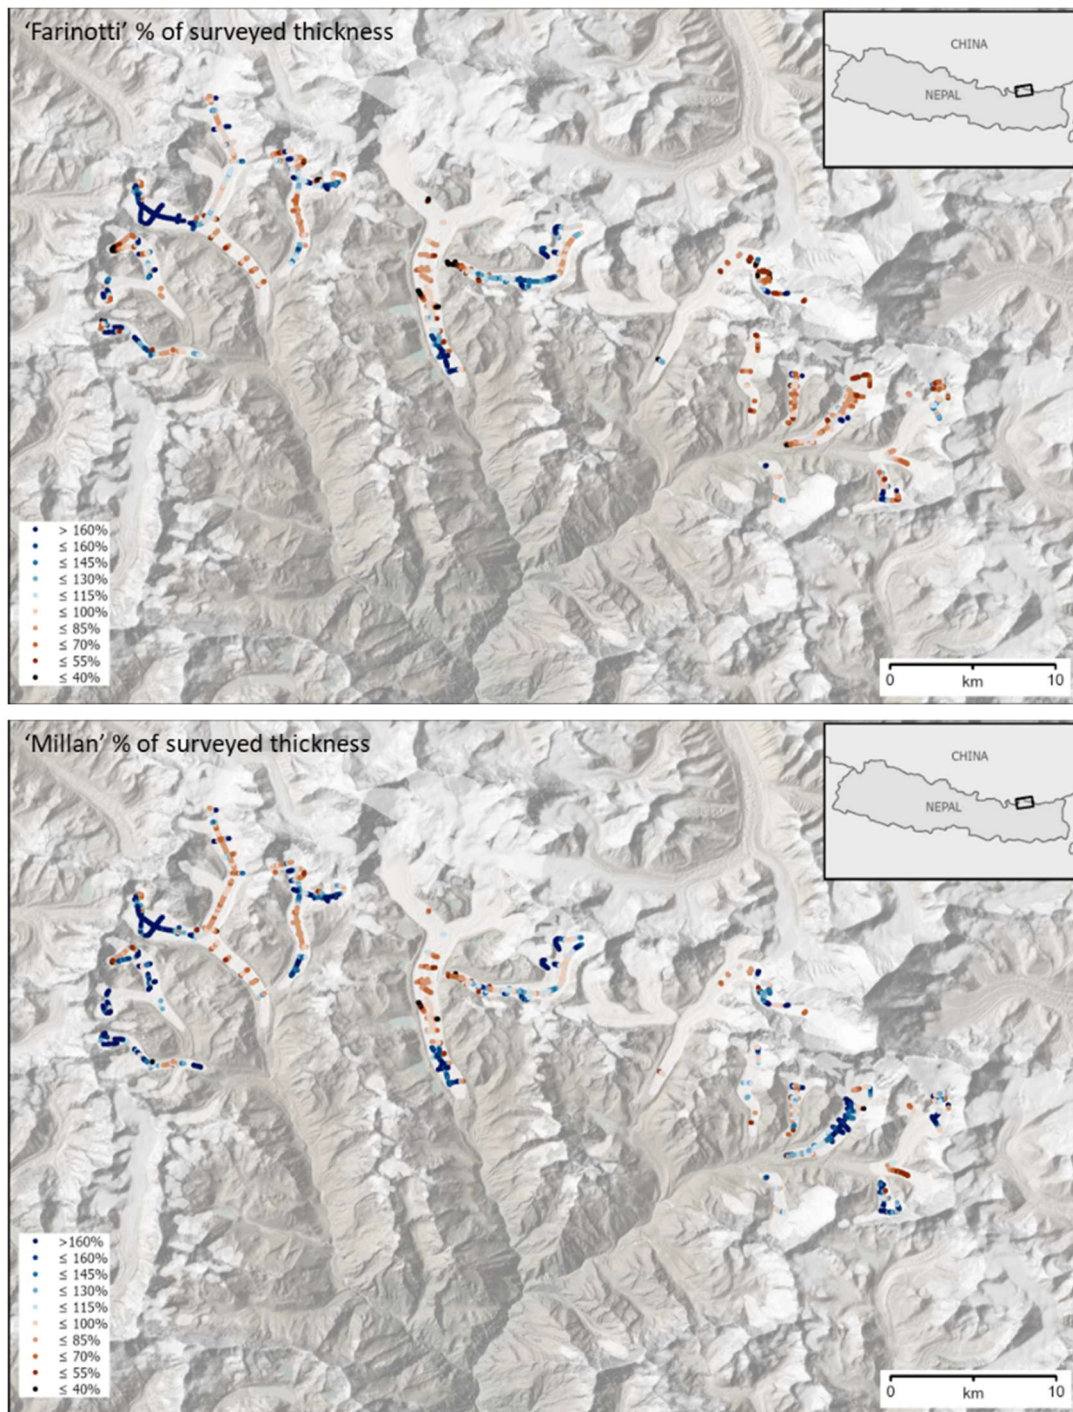 ‘Farinotti’ % of surveyed thickness
CHINA
NEPAL
> 160%
≤ 160%
≤ 145%
≤ 130%
≤ 115%
≤ 100%
≤ 85%
≤ 70%
≤ 55%
≤ 40%
0 km 10
‘Millan’ % of surveyed thickness
CHINA
NEPAL
>160%
≤ 160%
≤ 145%
≤ 130%
≤ 115%
≤ 100%
≤ 85%
≤ 70%
≤ 55%
≤ 40%
0 km 10